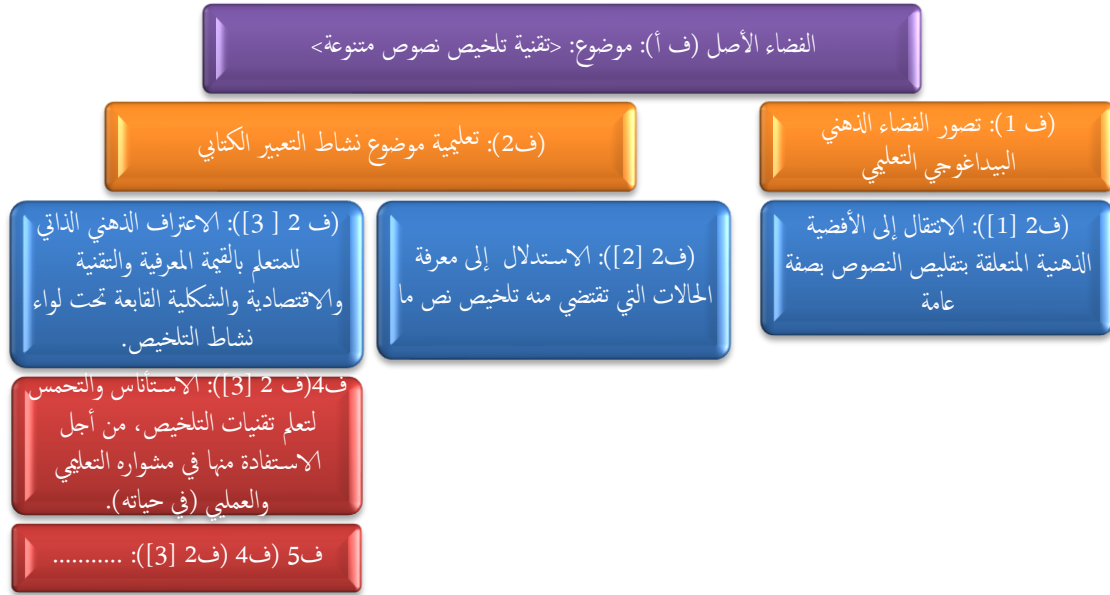 الفضاء الأصل (ف أ): موضوع: <تقنية تلخيص نصوص متنوعة>
(ف 1): تصور الفضاء الذهني
البيداغوجي التعليمي
(ف2): تعليمية موضوع نشاط التعبير الكتابي
(ف2 [1]): الانتقال إلى الأفضية
الذهنية المتعلقة بتقليص النصوص بصفة
عامة
(ف2 [2]): الاستدلال إلى معرفة
الحالات التي تقتضي منه تلخيص نص ما
(ف 2 [ 3]): الاعتراف الذهني الذاتي
للمتعلم بالقيمة المعرفية والتقنية
والاقتصادية والشكلية القابعة تحت لواء
نشاط التلخيص.
ف4(ف 2 [3]): الاستأناس والتحمس
لتعلم تقنيات التلخيص، من أجل
الاستفادة منها في مشواره التعليمي
والعمليي (في حياته).
ف5 (ف4 (ف2 [3]): ...........